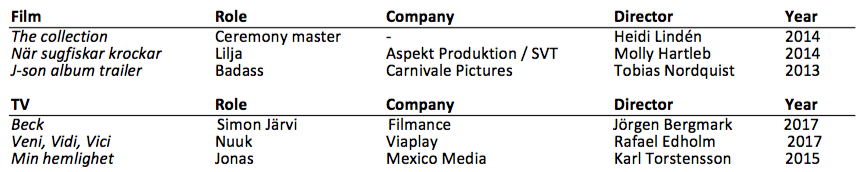 Film Role Company Director Year
The collection Ceremony master - Heidi Lindén 2014
När sugfiskar krockar Lilja Aspekt Produktion / SVT Molly Hartleb 2014
J-son album trailer Badass Carnivale Pictures Tobias Nordquist 2013
TV Role Company Director Year
Beck Simon Järvi Filmance Jörgen Bergmark 2017
Veni, Vidi, Vici Nuuk Viaplay Rafael Edholm 2017
Min hemlighet Jonas Mexico Media Karl Torstensson 2015